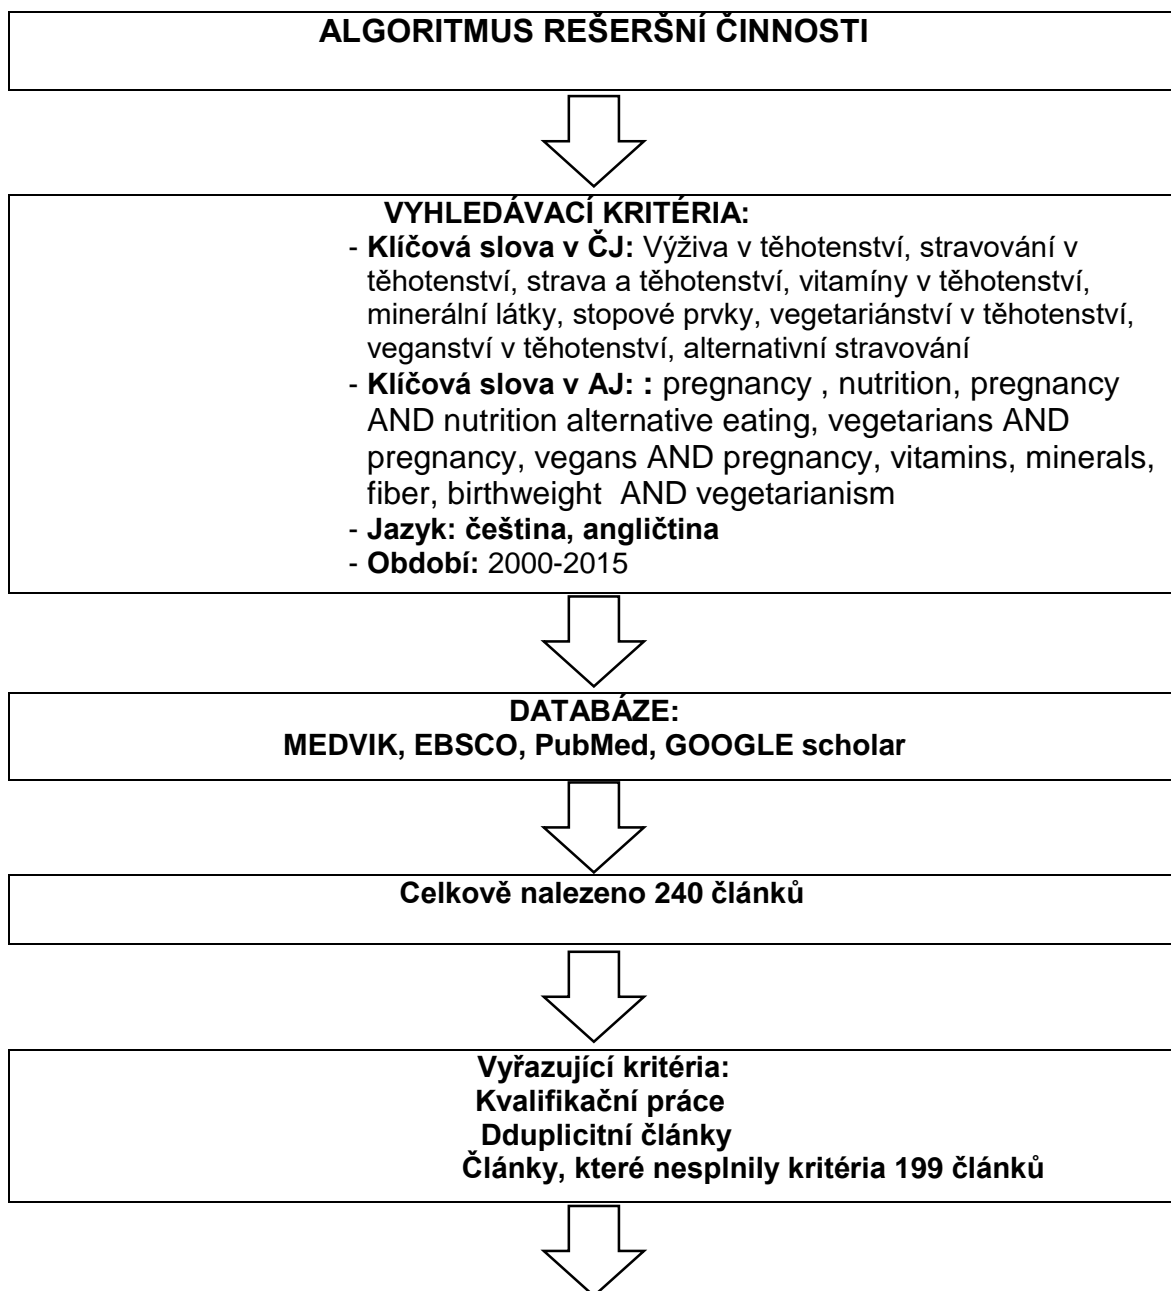 ALGORITMUS REŠERŠNÍ ČINNOSTI
VYHLEDÁVACÍ KRITÉRIA:
- Klíčová slova v ČJ: Výživa v těhotenství, stravování v
těhotenství, strava a těhotenství, vitamíny v těhotenství,
minerální látky, stopové prvky, vegetariánství v těhotenství,
veganství v těhotenství, alternativní stravování
- Klíčová slova v AJ: : pregnancy , nutrition, pregnancy
AND nutrition alternative eating, vegetarians AND
pregnancy, vegans AND pregnancy, vitamins, minerals,
fiber, birthweight AND vegetarianism
- Jazyk: čeština, angličtina
- Období: 2000-2015
DATABÁZE:
MEDVIK, EBSCO, PubMed, GOOGLE scholar
Celkově nalezeno 240 článků
Vyřazující kritéria:
Kvalifikační práce
Dduplicitní články
Články, které nesplnily kritéria 199 článků